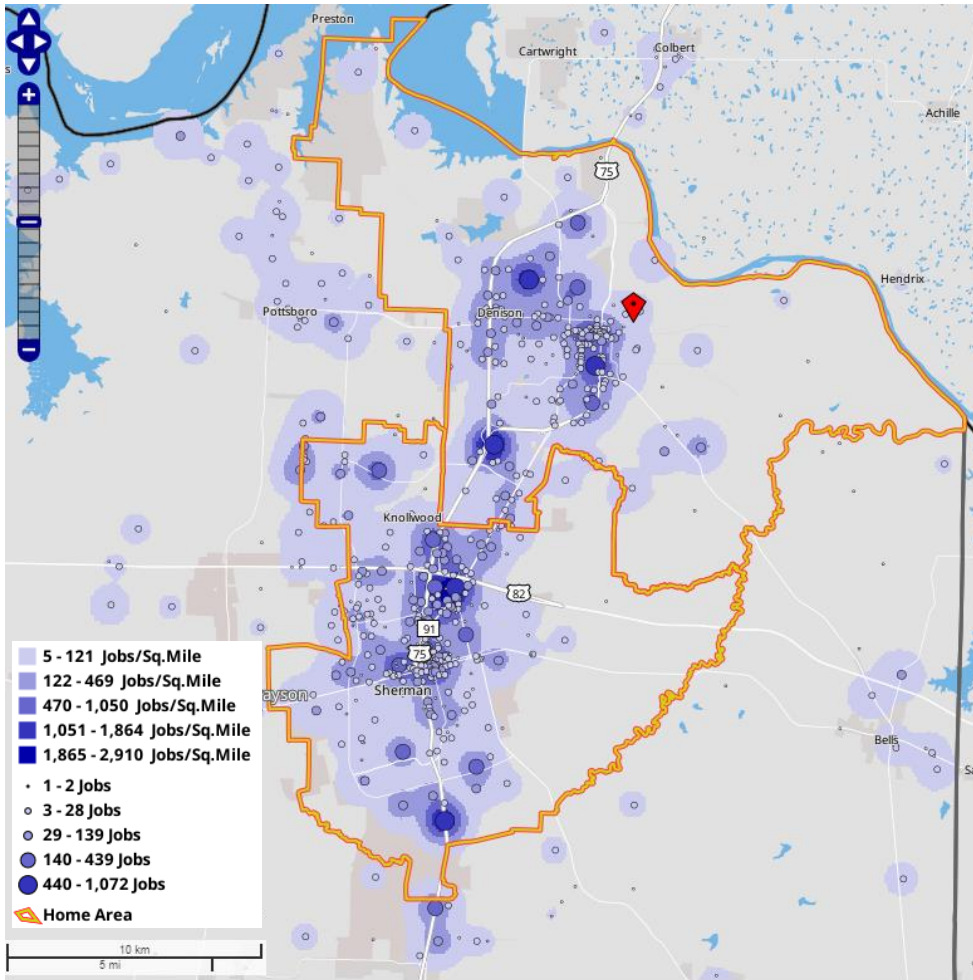 Preston
Cartwright
Colbert
s
Achille
75
Hendrix
Pottsboro
Denison
Knollwood
82
91
75
Sherman
ayson
Bells
Sa
5 - 121 Jobs/Sq.Mile
122 - 469 Jobs/Sq.Mile
470 - 1,050 Jobs/Sq.Mile
1,051 - 1,864 Jobs/Sq.Mile
1,865 - 2,910 Jobs/Sq.Mile
1 - 2 Jobs
3 - 28 Jobs
29 - 139 Jobs
140 - 439 Jobs
440 - 1,072 Jobs
Home Area
10 km
5 mi